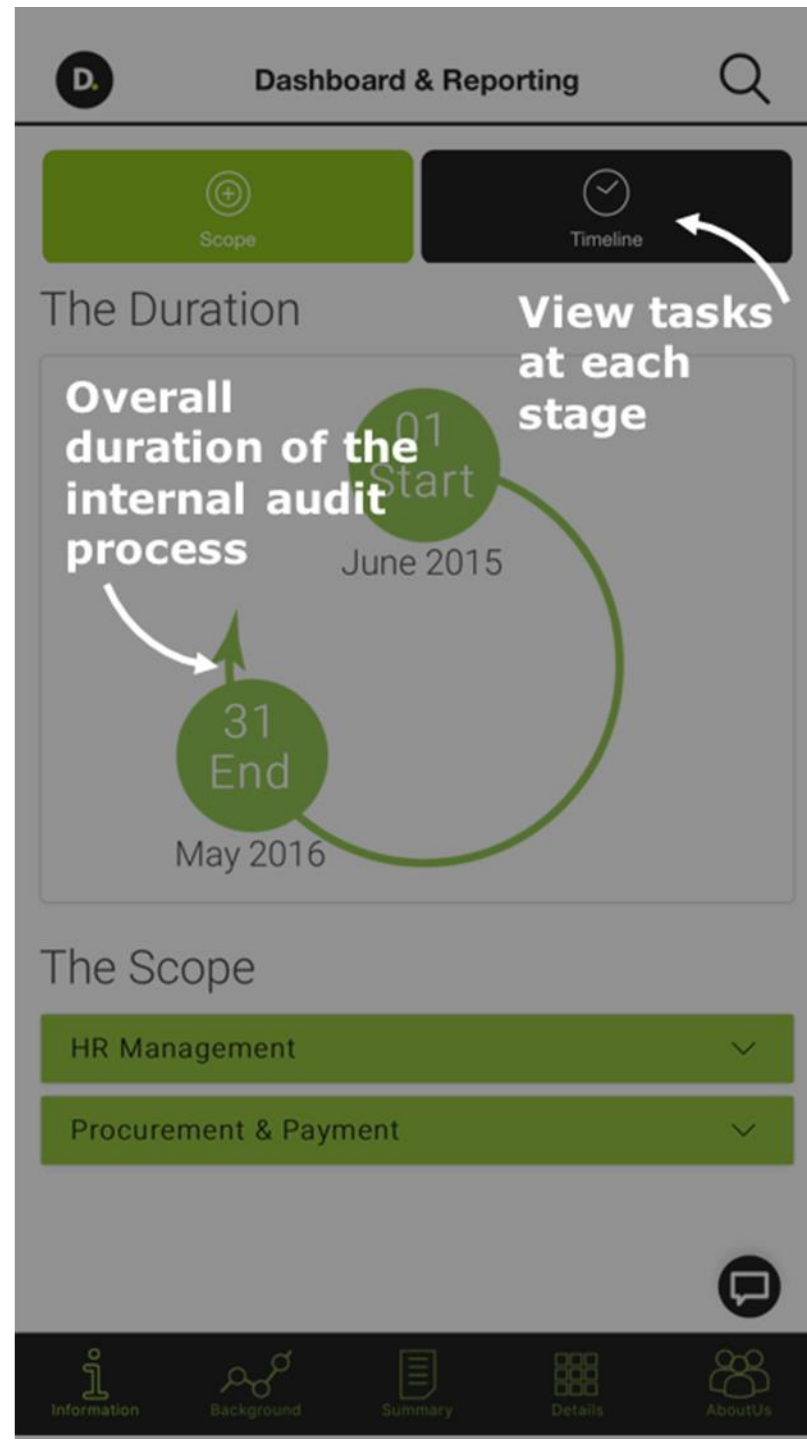 D.
Dashboard & Reporting
Scope
Timeline
The Duration
View tasks
at each
stage
Overall
duration of the
internal audit
process
01
Start
June 2015
31
End
May 2016
The Scope
HR Management
Procurement & Payment
Information
Background
Summary
Details
AboutUs